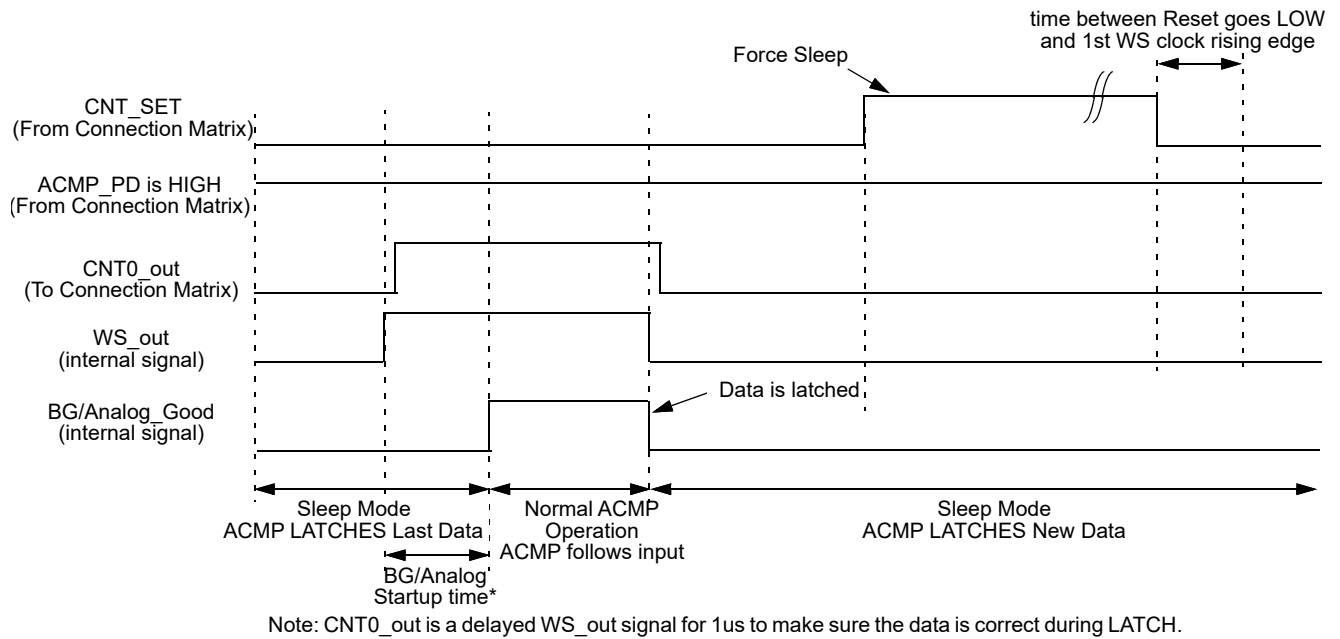 time between Reset goes LOW
and 1st WS clock rising edge
Force Sleep
CNT_SET
(From Connection Matrix)
ACMP_PD is HIGH
(From Connection Matrix)
CNT0_out
(To Connection Matrix)
WS_out
(internal signal)
Data is latched
BG/Analog_Good
(internal signal)
Sleep Mode
ACMP LATCHES Last Data
Normal ACMP
Operation
ACMP follows input
Sleep Mode
ACMP LATCHES New Data
BG/Analog
Startup time*
Note: CNT0_out is a delayed WS_out signal for 1us to make sure the data is correct during LATCH.